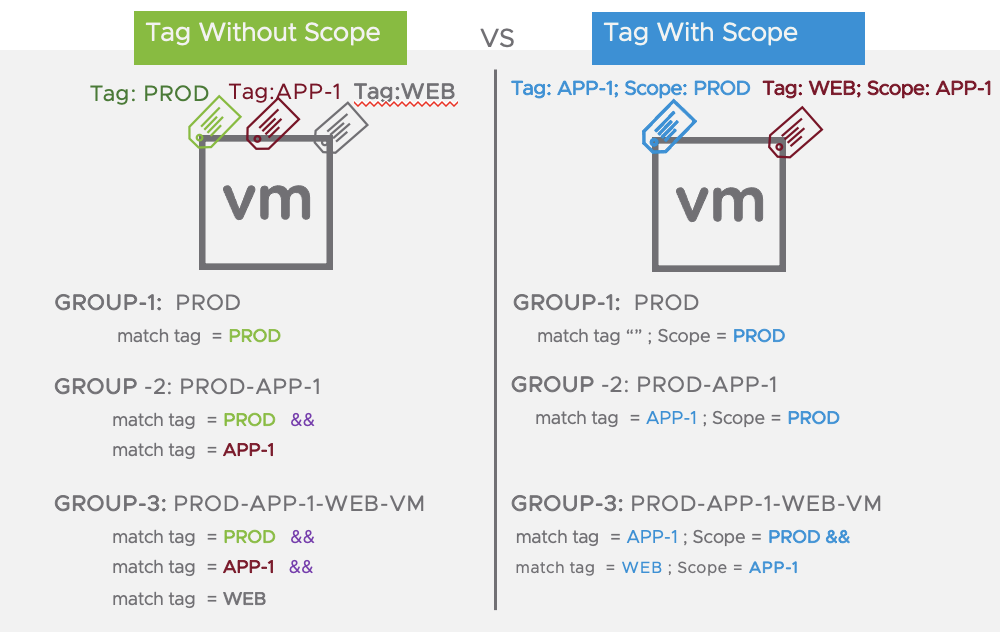 Tag Without Scope
VS
Tag With Scope
Tag: PROD
Tag:APP-1
Tag:WEB
vm
GROUP-1: PROD
match tag = PROD
GROUP -2: PROD-APP-1
match tag = PROD &&
match tag = APP-1
GROUP-3: PROD-APP-1-WEB-VM
match tag = PROD &&
match tag = APP-1 &&
match tag = WEB
Tag: APP-1; Scope: PROD
Tag: WEB; Scope: APP-1
vm
GROUP-1: PROD
match tag “” ; Scope = PROD
GROUP -2: PROD-APP-1
match tag = APP-1 ; Scope = PROD
GROUP-3: PROD-APP-1-WEB-VM
match tag = APP-1 ; Scope = PROD &&
match tag = WEB ; Scope = APP-1